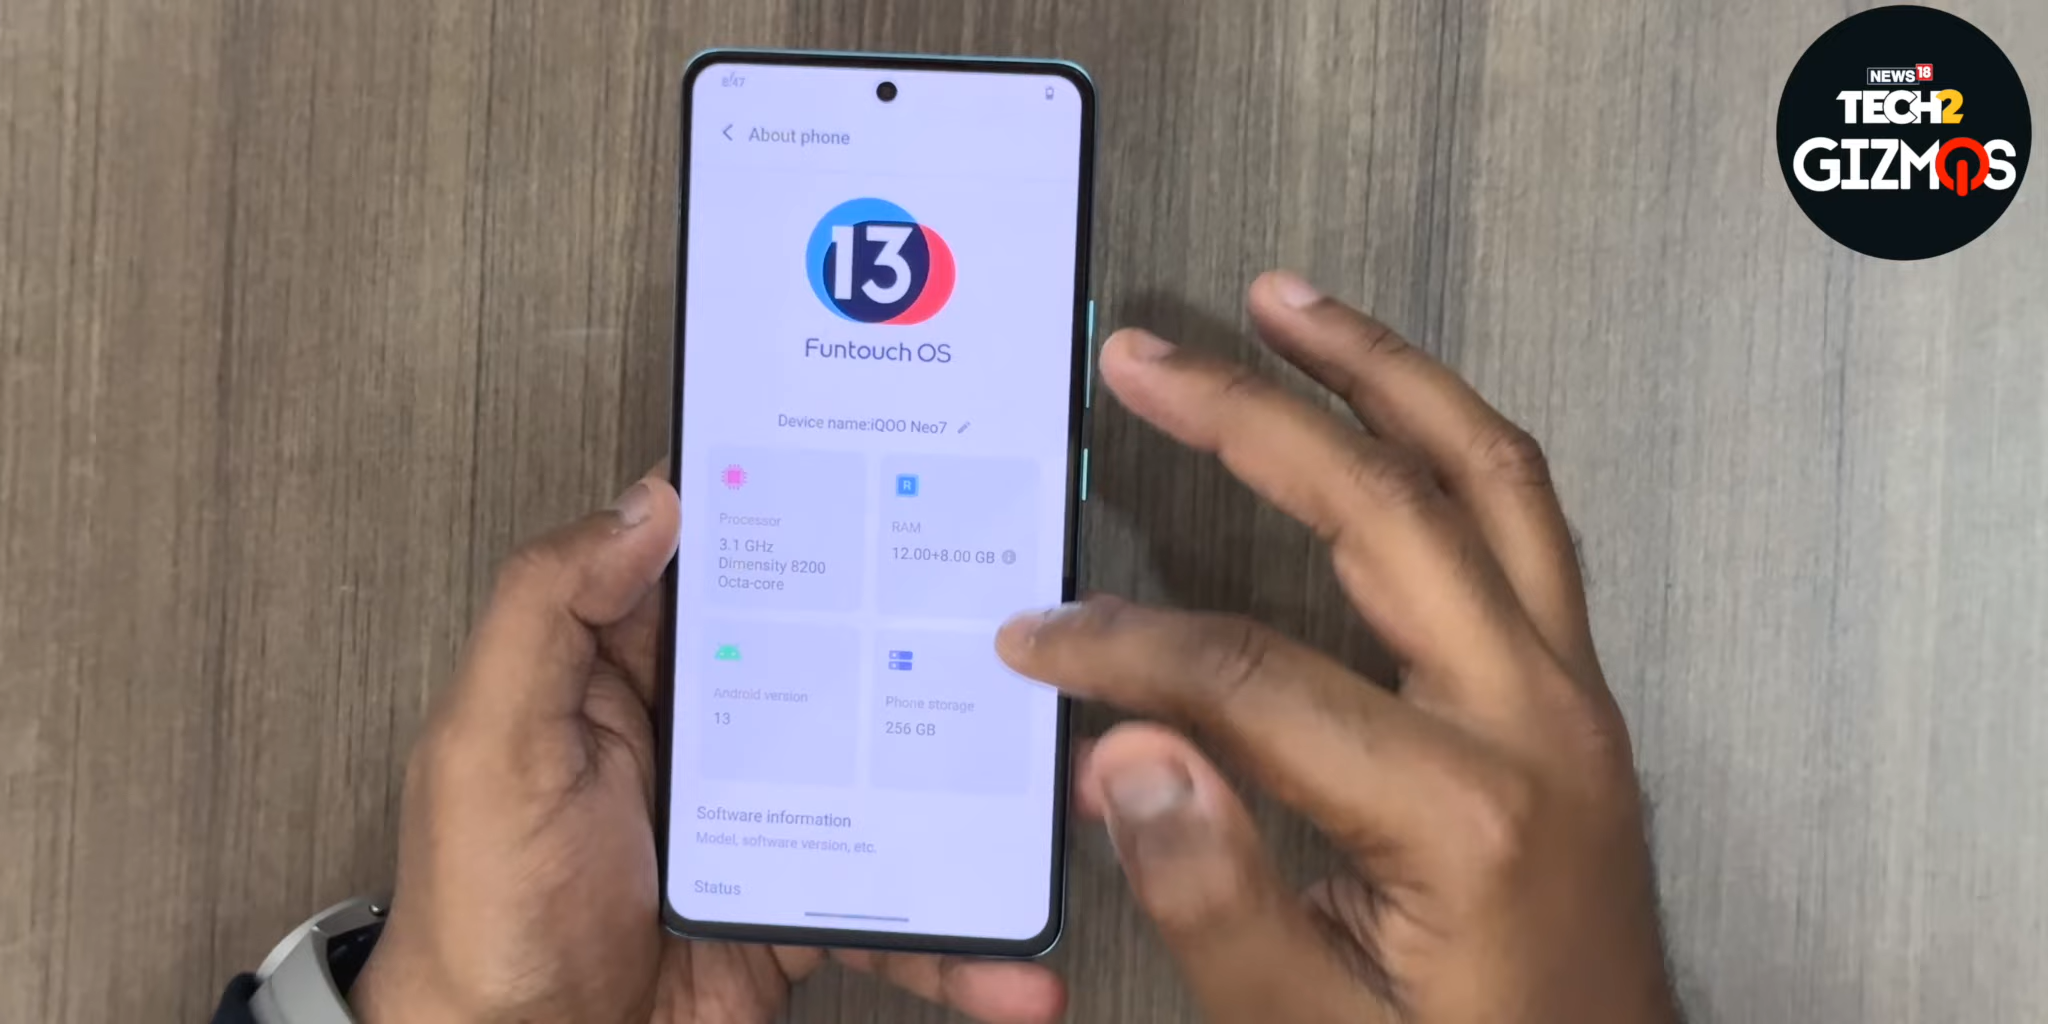 8:47
About phone
13
Funtouch OS
Device name:iQOO Neo7
Processor
3.1 GHz
Dimensity 8200
Octa-core
R
RAM
12.00+8.00 GB
Android version
13
Phone storage
256 GB
Software information
Model, software version, etc.
Status
NEWS18
TECH2
GIZMOS